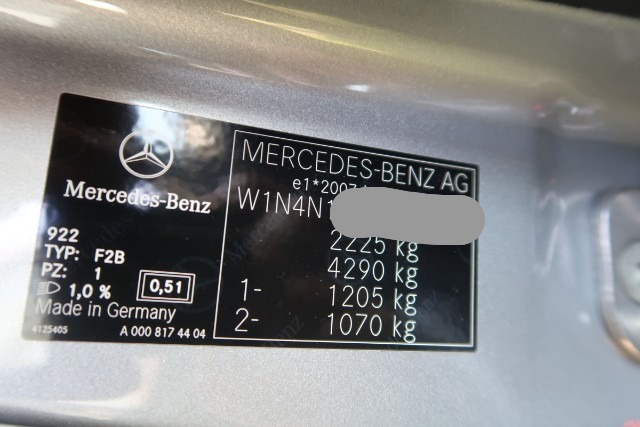 Mercedes-Benz
922
TYP: F2B
PZ: 1
1,0 %
0,51
Made in Germany
4125405 A 000 817 44 04
MERCEDES-BENZ AG
e1*2007
W1N4N1
2225 kg
4290 kg
1- 1205 kg
2- 1070 kg